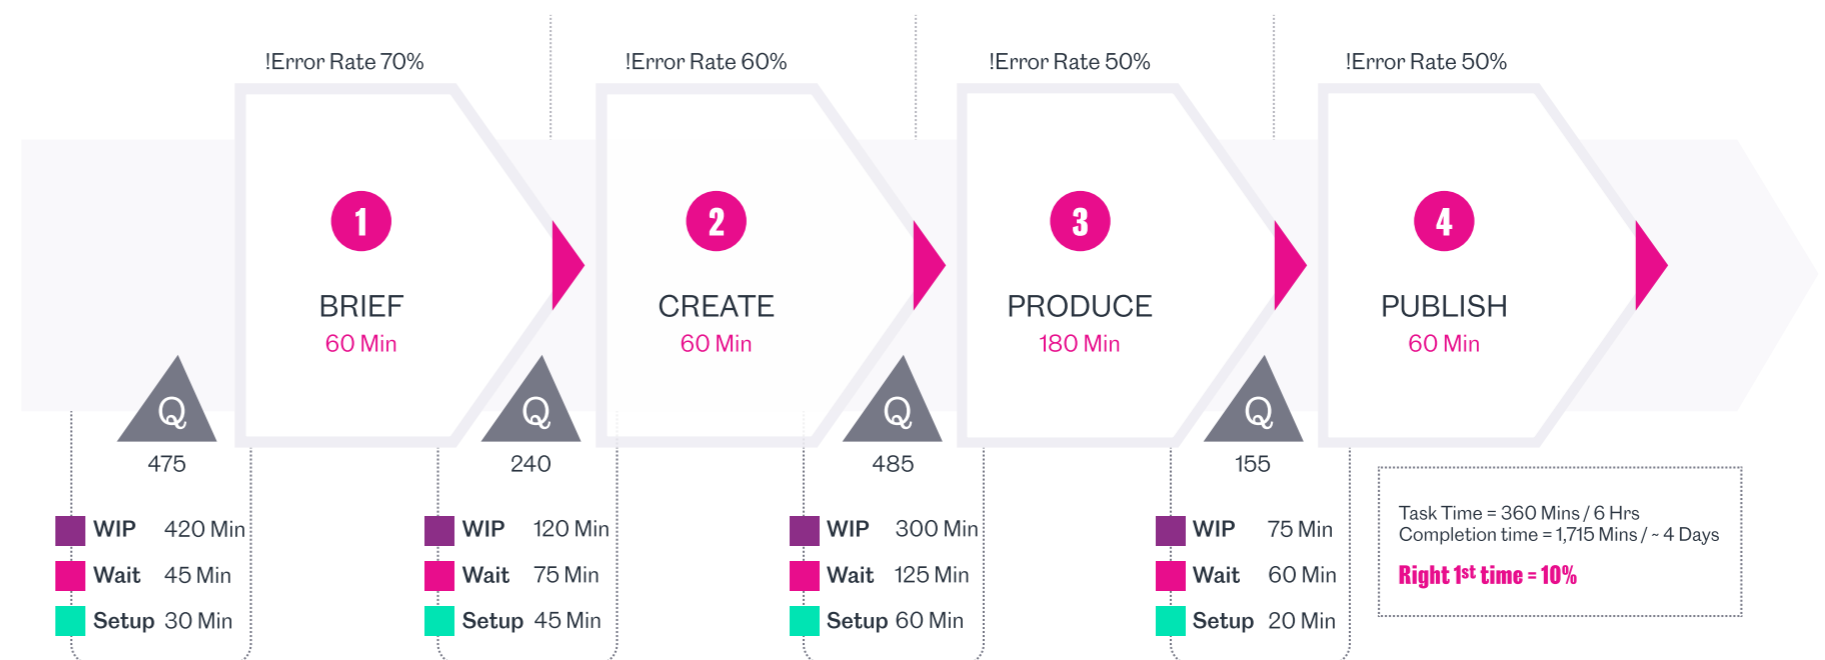 !Error Rate 70%
!Error Rate 60%
!Error Rate 50%
!Error Rate 50%
1
2
3
4
BRIEF
60 Min
CREATE
60 Min
PRODUCE
180 Min
PUBLISH
60 Min
Q
475
Q
240
Q
485
Q
155
WIP 420 Min
Wait 45 Min
Setup 30 Min
WIP 120 Min
Wait 75 Min
Setup 45 Min
WIP 300 Min
Wait 125 Min
Setup 60 Min
WIP 75 Min
Wait 60 Min
Setup 20 Min
Task Time = 360 Mins / 6 Hrs
Completion time = 1,715 Mins / ~ 4 Days
Right 1st time = 10%